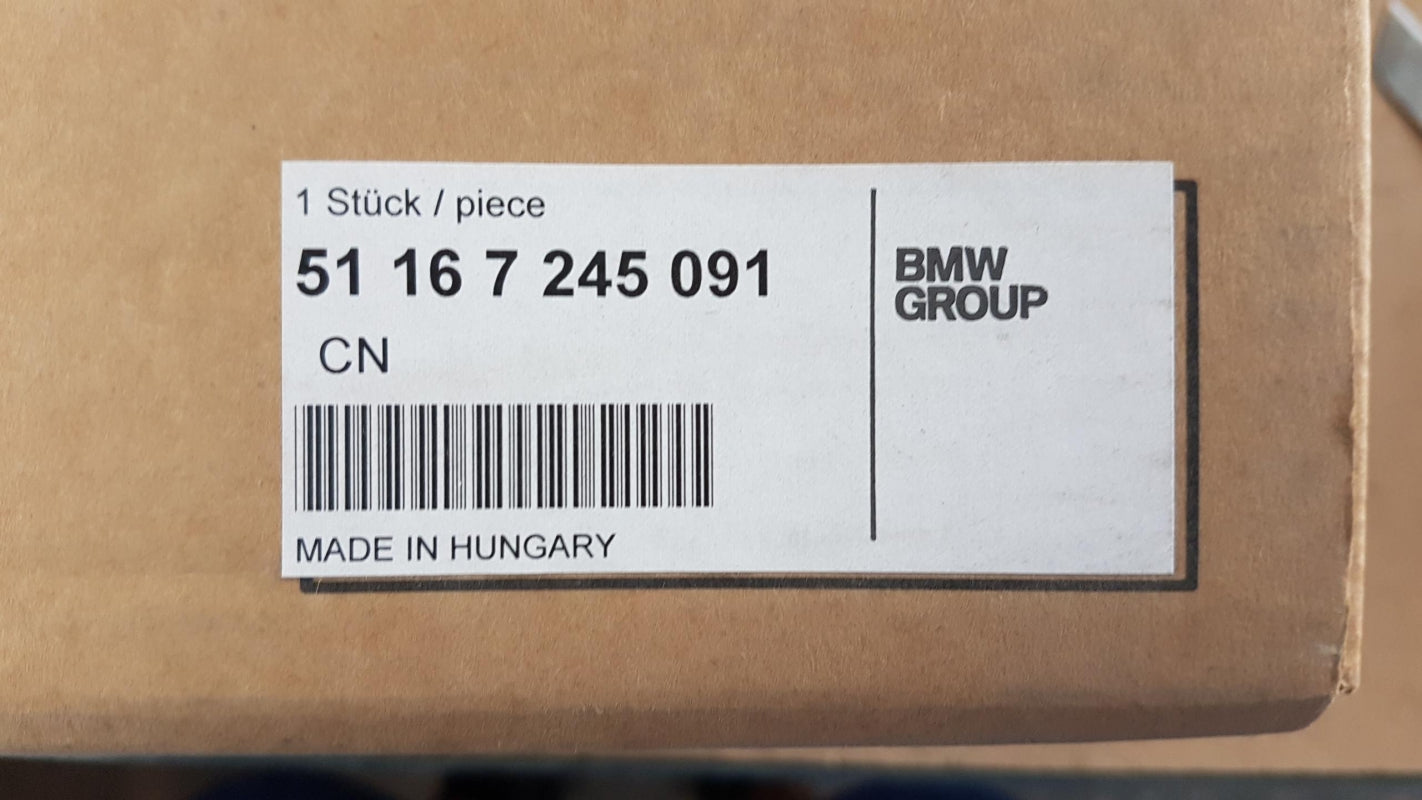 1 Stück / piece
51 16 7 245 091
CN
MADE IN HUNGARY
BMW
GROUP